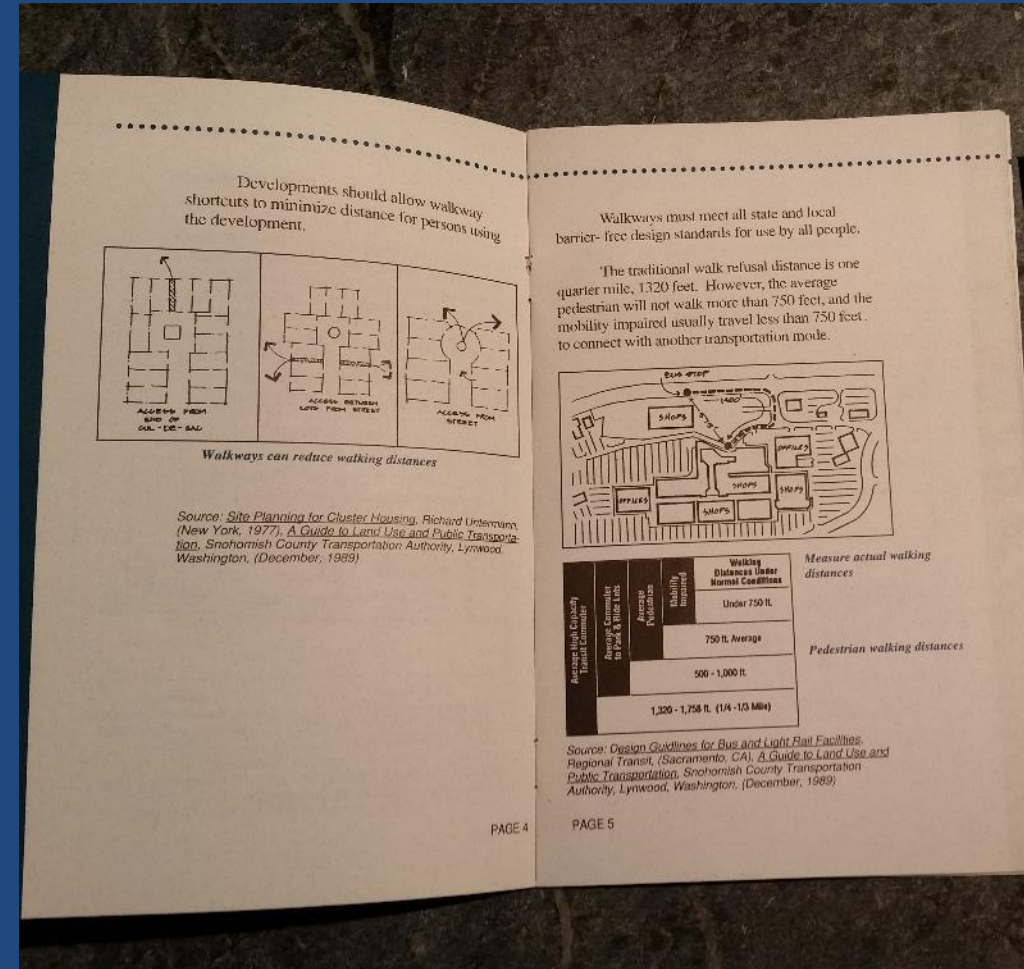 Developments should allow walkway
shortcuts to minimize distance for persons using
the development.
ACCESS FROM
END OF
CUL-DE-SAC
ACCESS BETWEEN
LOTS FROM STREET
ACCESS FROM
STREET
Walkways can reduce walking distances
Source: Site Planning for Cluster Housing, Richard Untermann,
(New York, 1977), A Guide to Land Use and Public Transporta-
tion, Snohomish County Transportation Authority, Lynwood,
Washington, (December, 1989)
PAGE 4
Walkways must meet all state and local
barrier- free design standards for use by all people.
The traditional walk refusal distance is one
quarter mile, 1320 feet. However, the average
pedestrian will not walk more than 750 feet, and the
mobility impaired usually travel less than 750 feet
to connect with another transportation mode.
BUS STOP
1400'
SHOPS
OFFICES
SHOPS
SHOPS
OFFICES
SHOPS
Measure actual walking
distances
Average High Capacity
Transit Commuter
Average Commuter
to Park & Ride Lots
Average
Pedestrian
Mobility
Impaired
Walking
Distances Under
Normal Conditions
Under 750 ft.
750 ft. Average
500 - 1,000 ft.
1,320 - 1,758 ft. (1/4 -1/3 Mile)
Pedestrian walking distances
Source: Design Guidlines for Bus and Light Rail Facilities,
Regional Transit, (Sacramento, CA), A Guide to Land Use and
Public Transportation, Snohomish County Transportation
Authority, Lynwood, Washington, (December, 1989)
PAGE 5